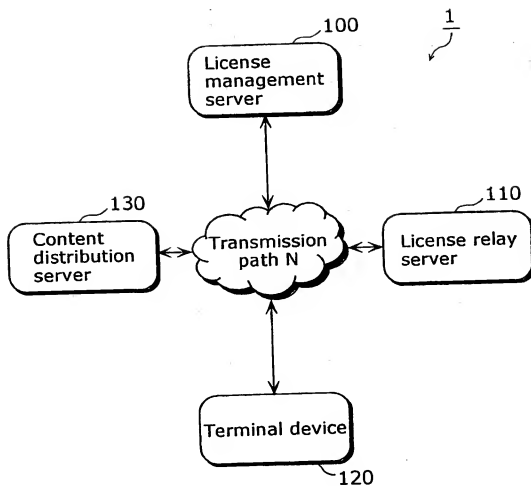 100
1
License
management
server
130
110
Content
distribution
server
Transmission
path N
License relay
server
Terminal device
120